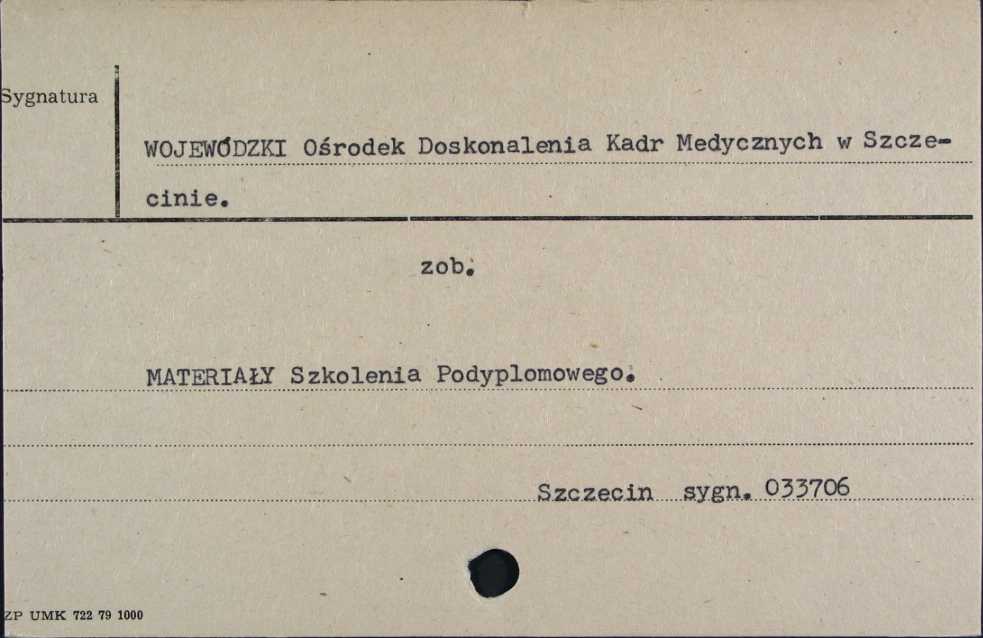 Sygnatura
WOJEWÓDZKI Ośrodek Doskonalenia Kadr Medycznych w Szcze-
cinie.
zob.
MATERIAŁY Szkolenia Podyplomowego.
Szczecin sygn. 033706
ZP UMK 722 79 1000